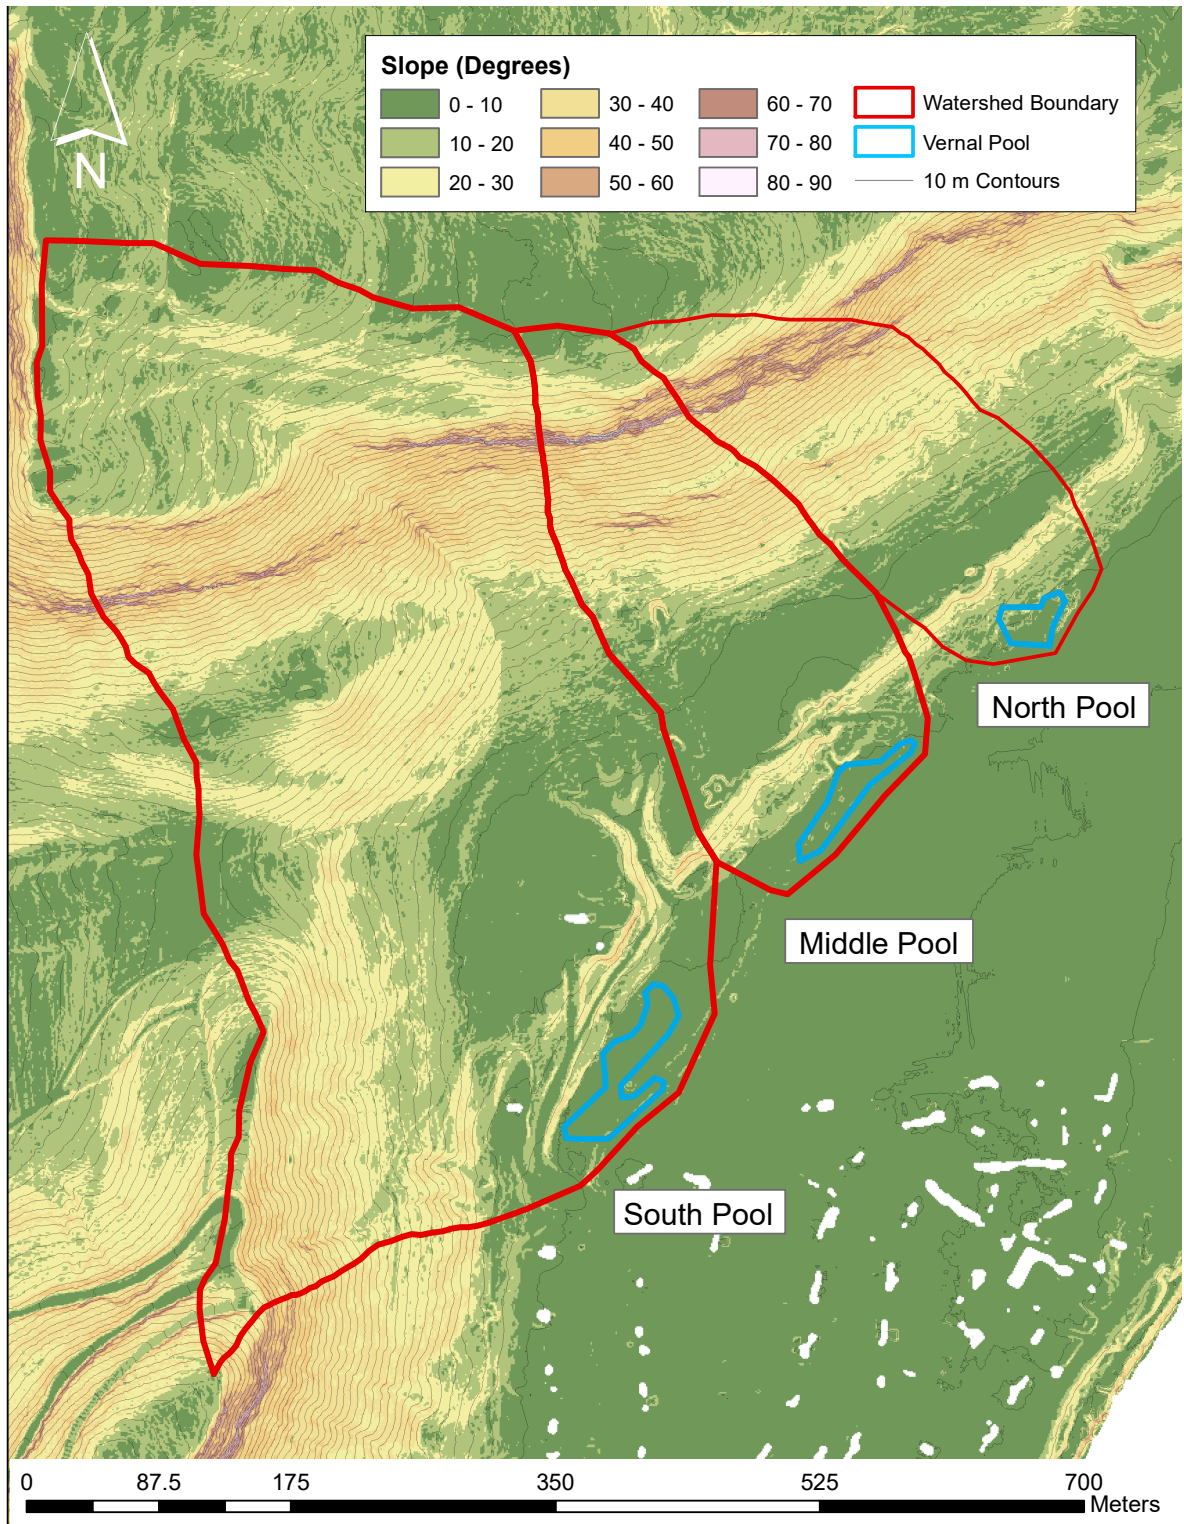 Slope (Degrees)
0 - 10
30 - 40
60 - 70
Watershed Boundary
10 - 20
40 - 50
70 - 80
Vernal Pool
20 - 30
50 - 60
80 - 90
10 m Contours
N
North Pool
Middle Pool
South Pool
0 87.5 175 350 525 700
Meters